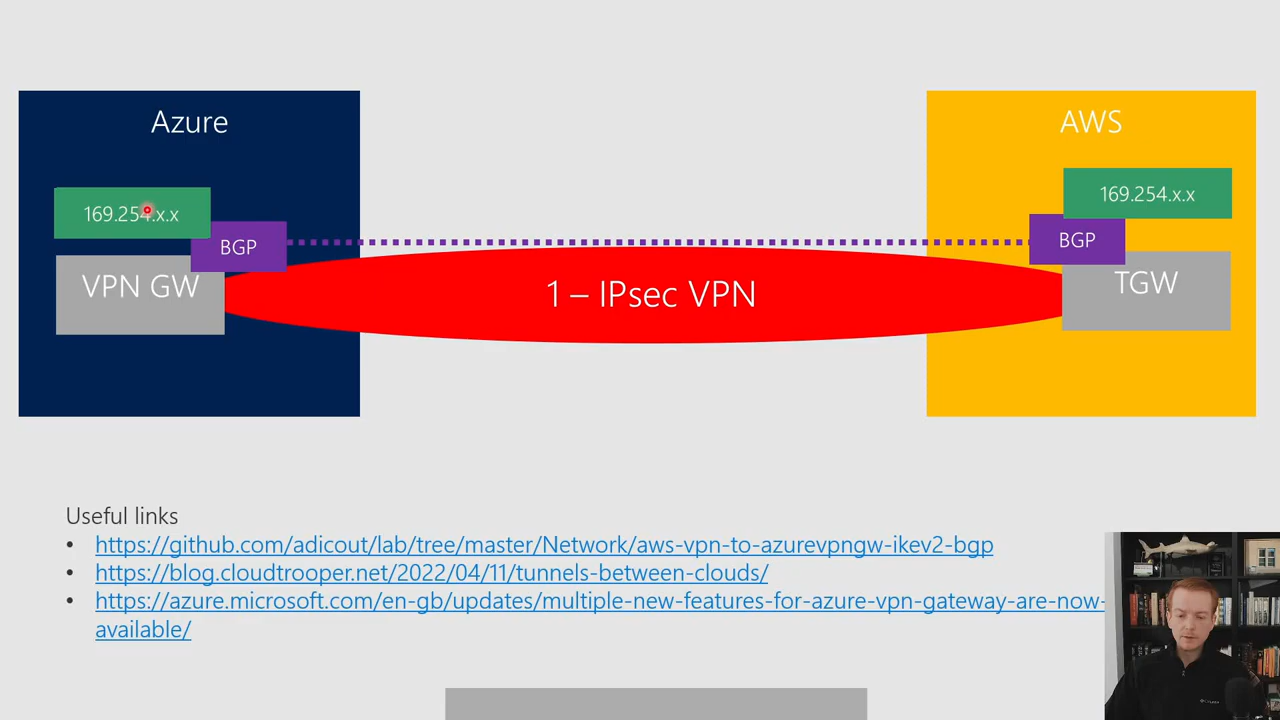 Azure
AWS
169.254.x.x
169.254.x.x
BGP
BGP
VPN GW
1 – IPsec VPN
TGW
Useful links
• https://github.com/adicout/lab/tree/master/Network/aws-vpn-to-azurevpngw-ikev2-bgp
• https://blog.cloudtrooper.net/2022/04/11/tunnels-between-clouds/
• https://azure.microsoft.com/en-gb/updates/multiple-new-features-for-azure-vpn-gateway-are-now-
available/